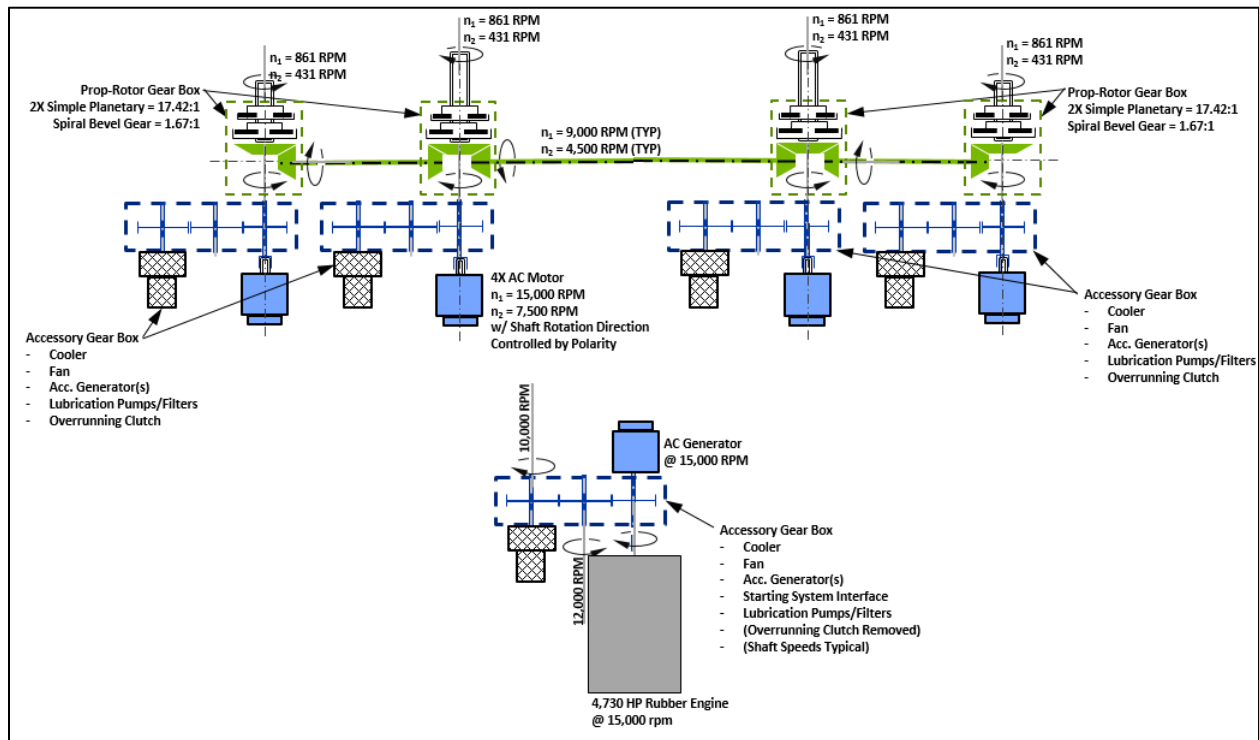 n₁ = 861 RPM
n₂ = 431 RPM
n₁ = 861 RPM
n₂ = 431 RPM
n₁ = 861 RPM
n₂ = 431 RPM
n₁ = 861 RPM
n₂ = 431 RPM
Prop-Rotor Gear Box
2X Simple Planetary = 17.42:1
Spiral Bevel Gear = 1.67:1
Prop-Rotor Gear Box
2X Simple Planetary = 17.42:1
Spiral Bevel Gear = 1.67:1
n₁ = 9,000 RPM (TYP)
n₂ = 4,500 RPM (TYP)
4X AC Motor
n₁ = 15,000 RPM
n₂ = 7,500 RPM
w/ Shaft Rotation Direction
Controlled by Polarity
Accessory Gear Box
- Cooler
- Fan
- Acc. Generator(s)
- Lubrication Pumps/Filters
- Overrunning Clutch
Accessory Gear Box
- Cooler
- Fan
- Acc. Generator(s)
- Lubrication Pumps/Filters
- Overrunning Clutch
10,000 RPM
AC Generator
@ 15,000 RPM
12,000 RPM
Accessory Gear Box
- Cooler
- Fan
- Acc. Generator(s)
- Starting System Interface
- Lubrication Pumps/Filters
- (Overrunning Clutch Removed)
- (Shaft Speeds Typical)
4,730 HP Rubber Engine
@ 15,000 rpm